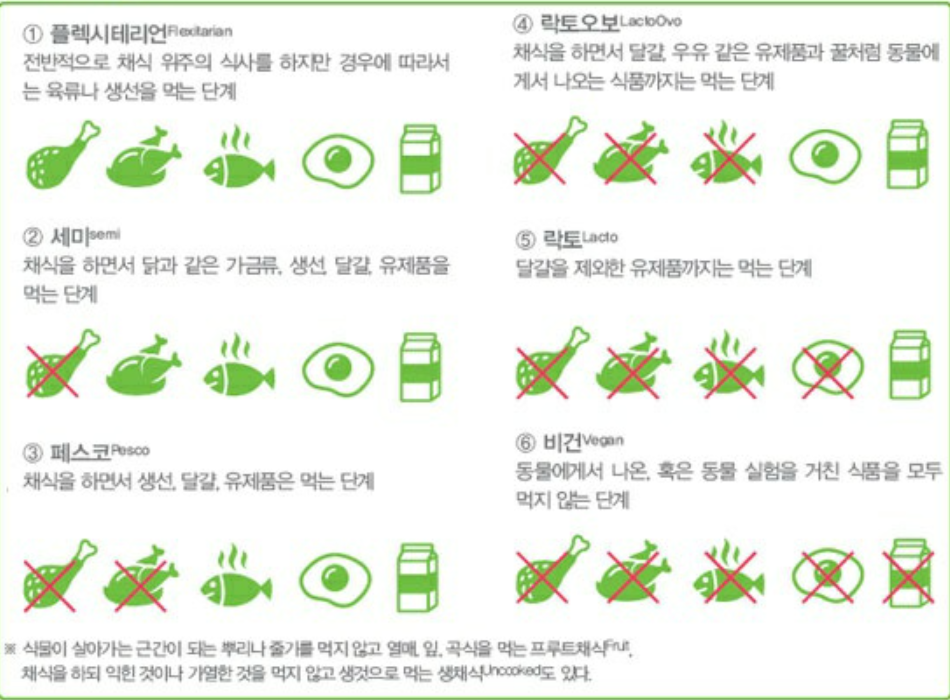 ① 플렉시테리언Flexitarian
전반적으로 채식 위주의 식사를 하지만 경우에 따라서
는 육류나 생선을 먹는 단계
② 세미semi
채식을 하면서 닭과 같은 가금류, 생선, 달걀, 유제품을
먹는 단계
③ 페스코Pesco
채식을 하면서 생선, 달걀, 유제품은 먹는 단계
④ 락토오보LactoOvo
채식을 하면서 달걀, 우유 같은 유제품과 꿀처럼 동물에
게서 나오는 식품까지는 먹는 단계
⑤ 락토Lacto
달걀을 제외한 유제품까지는 먹는 단계
⑥ 비건Vegan
동물에게서 나온, 혹은 동물 실험을 거친 식품을 모두
먹지 않는 단계
※ 식물이 살아가는 근간이 되는 뿌리나 줄기를 먹지 않고 열매, 잎, 곡식을 먹는 프루트채식Fruit,
채식을 하되 익힌 것이나 가열한 것을 먹지 않고 생것으로 먹는 생채식Uncooked도 있다.